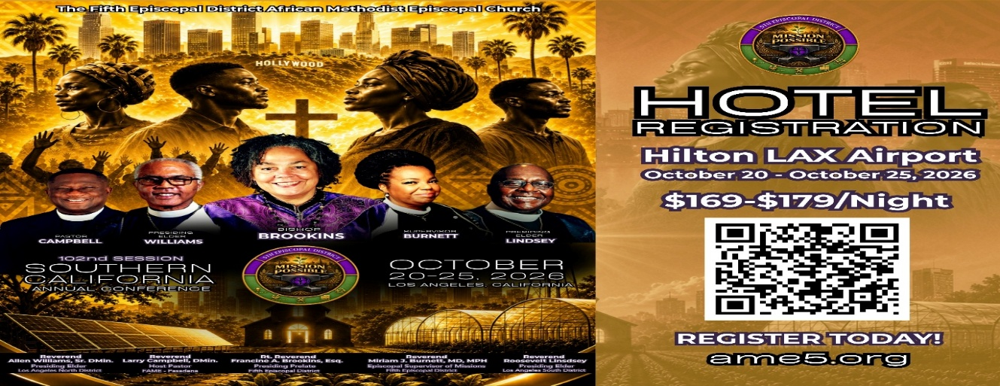 The Fifth Episcopal District African Methodist Episcopal Church
HOLLYWOOD
PASTOR
CAMPBELL
PRESIDING
ELDER
WILLIAMS
BISHOP
BROOKINS
SUPERVISOR
BURNETT
PRESIDING
ELDER
LINDSEY
102nd SESSION
SOUTHERN
CALIFORNIA
ANNUAL CONFERENCE
5TH EPISCOPAL DISTRICT
MISSION
POSSIBLE
OCTOBER
20-25, 2026
LOS ANGELES, CALIFORNIA
Reverend
Allen Williams, Sr. DMin.
Presiding Elder
Los Angeles North District
Reverend
Larry Campbell, DMin.
Host Pastor
FAME - Pasadena
Rt. Reverend
Francine A. Brookins, Esq.
Presiding Prelate
Fifth Episcopal District
Reverend
Miriam J. Burnett, MD, MPH
Episcopal Supervisor of Missions
Fifth Episcopal District
Reverend
Roosevelt Linsdsey
Presiding Elder
Los Angeles South District
5TH EPISCOPAL DISTRICT
MISSION
POSSIBLE
HOTEL
REGISTRATION
Hilton LAX Airport
October 20 - October 25, 2026
$169-$179/Night
REGISTER TODAY!
ame5.org